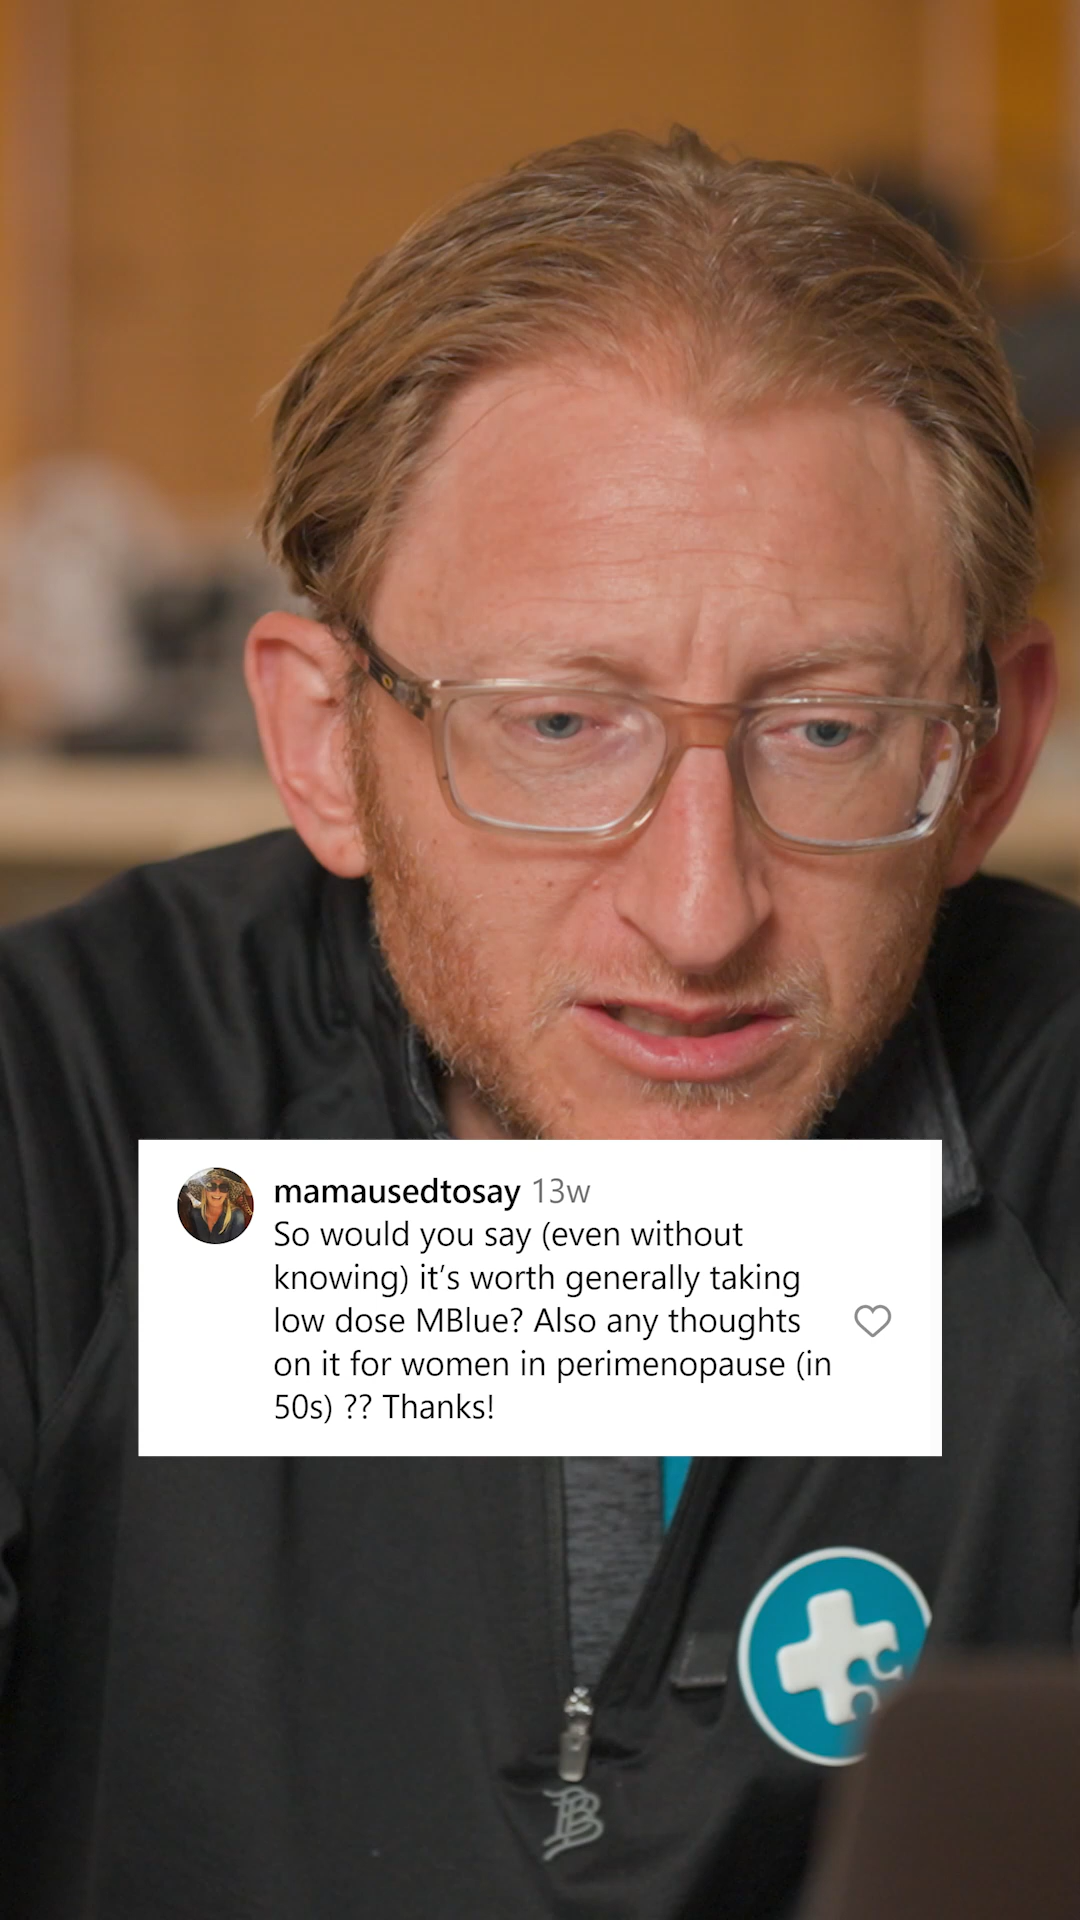 mamausedtosay 13w
So would you say (even without
knowing) it's worth generally taking
low dose MBlue? Also any thoughts
on it for women in perimenopause (in
50s) ?? Thanks!
B